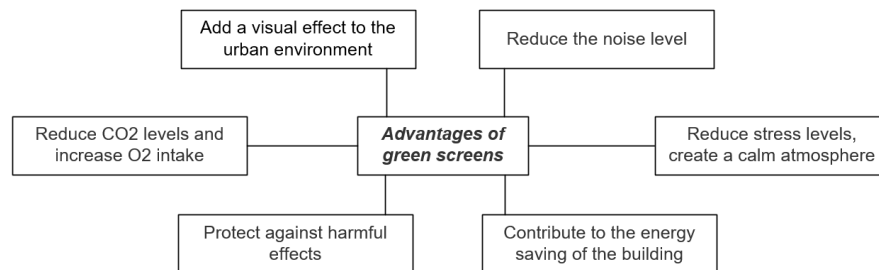 Add a visual effect to the
urban environment
Reduce the noise level
Reduce CO2 levels and
increase O2 intake
Advantages of
green screens
Reduce stress levels,
create a calm atmosphere
Protect against harmful
effects
Contribute to the energy
saving of the building